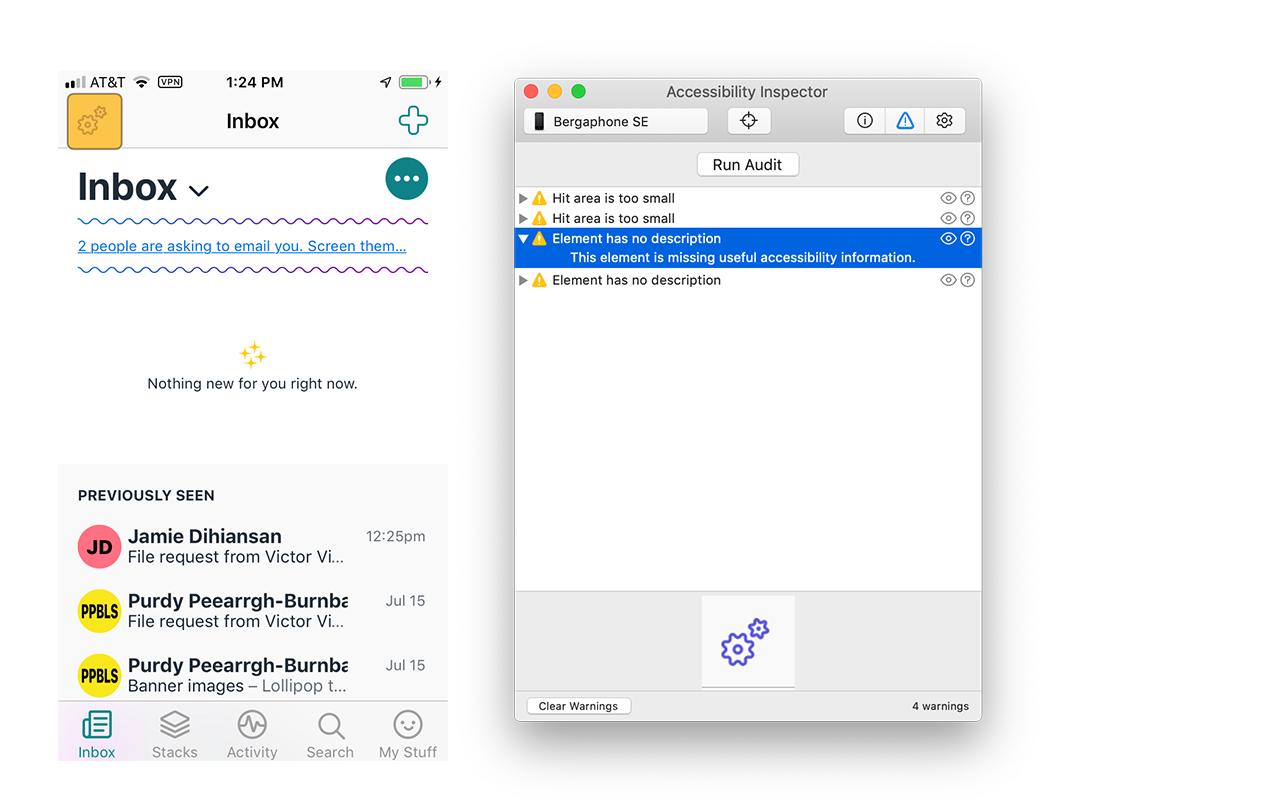 AT&T VPN 1:24 PM
Inbox
Inbox
2 people are asking to email you. Screen them...
Nothing new for you right now.
PREVIOUSLY SEEN
JD Jamie Dihiansan 12:25pm
File request from Victor Vi...
PPBLS Purdy Peearrgh-Burnba Jul 15
File request from Victor Vi...
PPBLS Purdy Peearrgh-Burnba Jul 15
Banner images – Lollipop t...
Inbox Stacks Activity Search My Stuff
Accessibility Inspector
Bergaphone SE
Run Audit
Hit area is too small
Hit area is too small
Element has no description
This element is missing useful accessibility information.
Element has no description
Clear Warnings 4 warnings